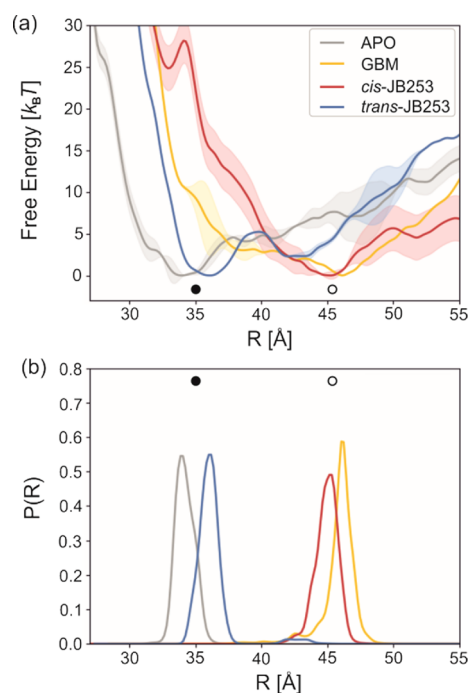 (a)
30
25
20
15
10
5
0
Free Energy [kBT]
APO
GBM
cis-JB253
trans-JB253
30 35 40 45 50 55
R [Å]
(b)
0.8
0.7
0.6
0.5
0.4
0.3
0.2
0.1
0.0
P(R)
30 35 40 45 50 55
R [Å]